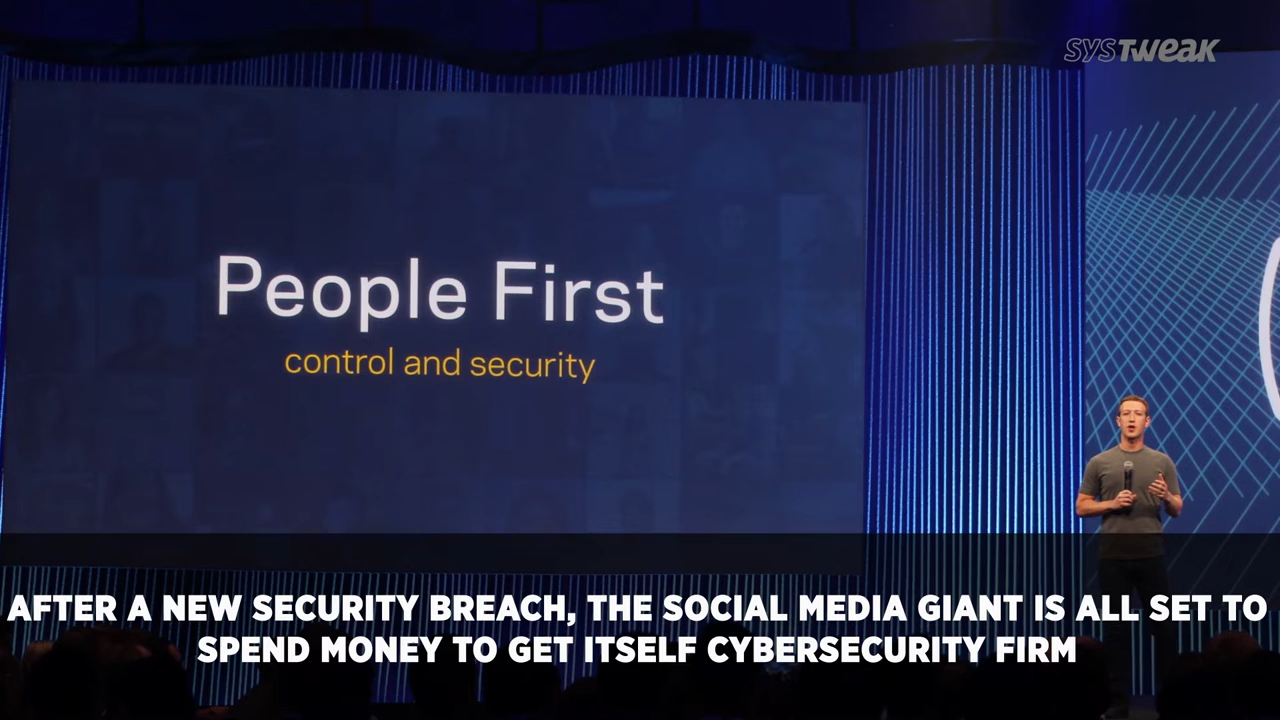 SYSTWEAK
People First
control and security
AFTER A NEW SECURITY BREACH, THE SOCIAL MEDIA GIANT IS ALL SET TO
SPEND MONEY TO GET ITSELF CYBERSECURITY FIRM